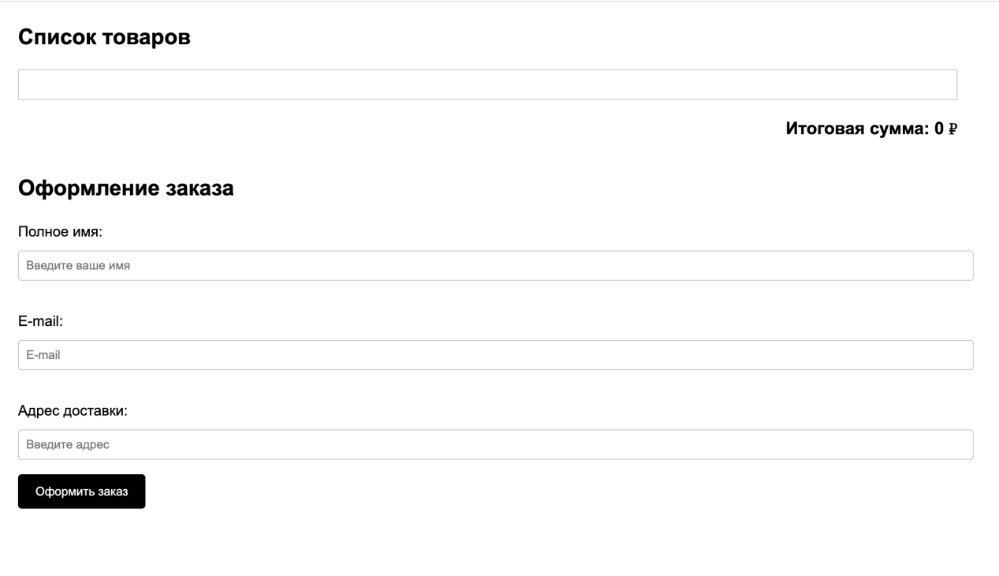 Список товаров
Итоговая сумма: 0 ₽
Оформление заказа
Полное имя:
Введите ваше имя
E-mail:
E-mail
Адрес доставки:
Введите адрес
Оформить заказ